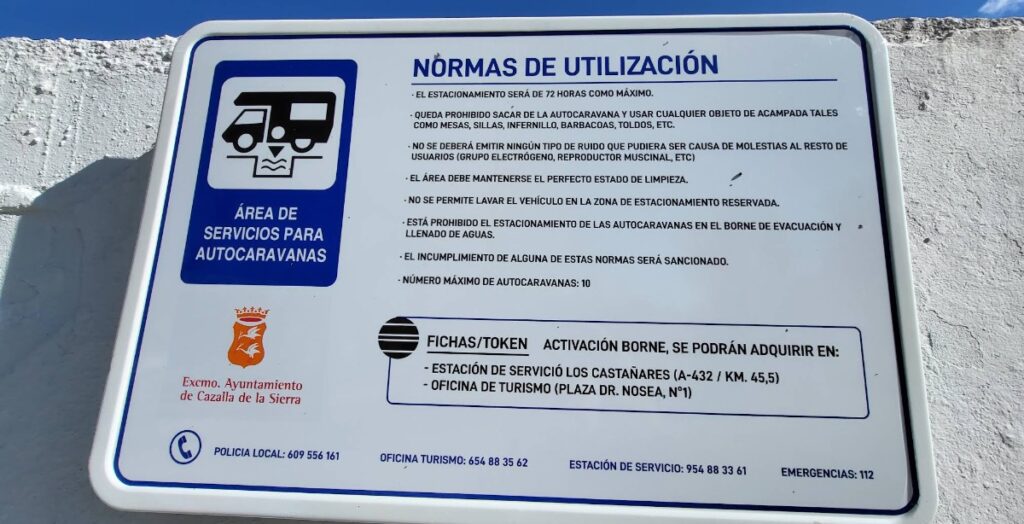 NORMAS DE UTILIZACIÓN
· EL ESTACIONAMIENTO SERÁ DE 72 HORAS COMO MÁXIMO.
· QUEDA PROHIBIDO SACAR DE LA AUTOCARAVANA Y USAR CUALQUIER OBJETO DE ACAMPADA TALES
COMO MESAS, SILLAS, INFERNILLO, BARBACOAS, TOLDOS, ETC.
· NO SE DEBERÁ EMITIR NINGÚN TIPO DE RUIDO QUE PUDIERA SER CAUSA DE MOLESTIAS AL RESTO DE
USUARIOS (GRUPO ELECTRÓGENO, REPRODUCTOR MUSCINAL, ETC)
· EL ÁREA DEBE MANTENERSE EL PERFECTO ESTADO DE LIMPIEZA.
· NO SE PERMITE LAVAR EL VEHÍCULO EN LA ZONA DE ESTACIONAMIENTO RESERVADA.
· ESTÁ PROHIBIDO EL ESTACIONAMIENTO DE LAS AUTOCARAVANAS EN EL BORNE DE EVACUACIÓN Y
LLENADO DE AGUAS.
· EL INCUMPLIMIENTO DE ALGUNA DE ESTAS NORMAS SERÁ SANCIONADO.
· NÚMERO MÁXIMO DE AUTOCARAVANAS: 10
ÁREA DE
SERVICIOS PARA
AUTOCARAVANAS
Excmo. Ayuntamiento
de Cazalla de la Sierra
FICHAS/TOKEN ACTIVACIÓN BORNE, SE PODRÁN ADQUIRIR EN:
- ESTACIÓN DE SERVICIÓ LOS CASTAÑARES (A-432 / KM. 45,5)
- OFICINA DE TURISMO (PLAZA DR. NOSEA, N°1)
POLICIA LOCAL: 609 556 161 OFICINA TURISMO: 654 88 35 62 ESTACIÓN DE SERVICIO: 954 88 33 61 EMERGENCIAS: 112